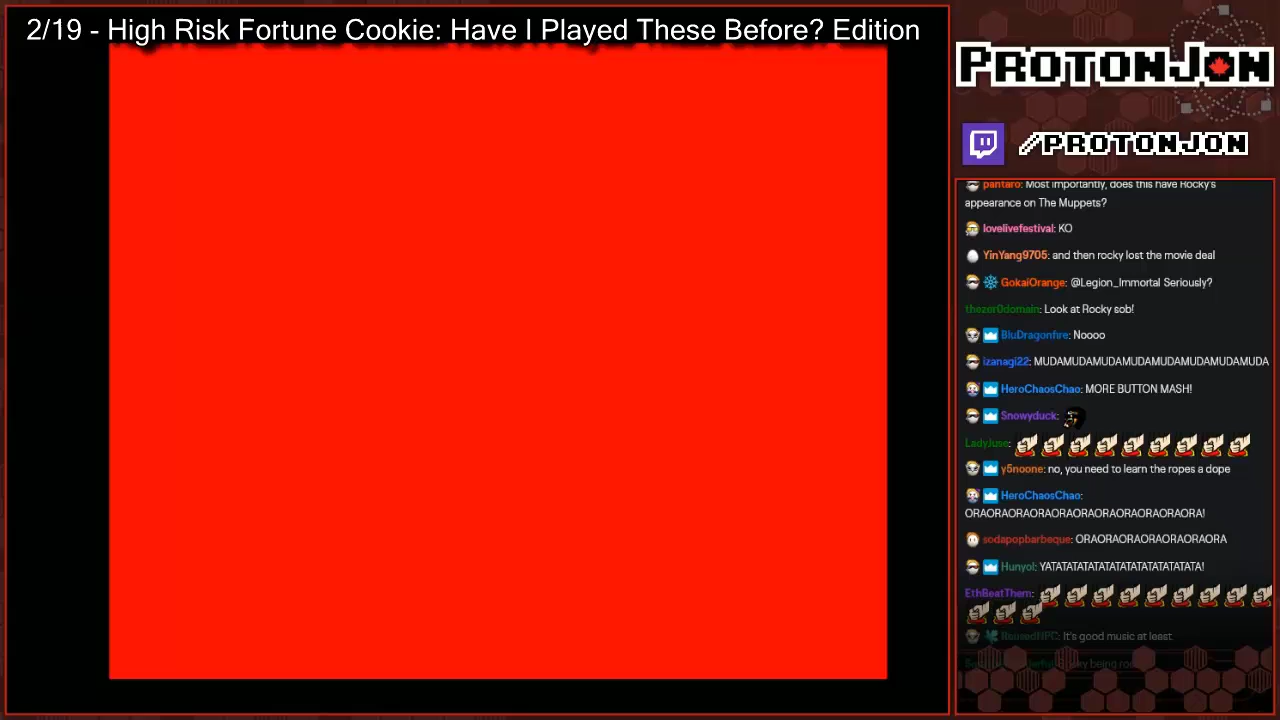 2/19 - High Risk Fortune Cookie: Have I Played These Before? Edition
PROTONJON
/PROTONJON
pantaro: Most importantly, does this have Rocky's
appearance on The Muppets?
lovelivefestival: KO
YinYang9705: and then rocky lost the movie deal
GokaiOrange: @Legion_Immortal Seriously?
thezer0domain: Look at Rocky sob!
BluDragonfire: Noooo
izanagi22: MUDAMUDAMUDAMUDAMUDAMUDAMUDAMUDA
HeroChaosChao: MORE BUTTON MASH!
Snowyduck:
LadyJuse:
y5noone: no, you need to learn the ropes a dope
HeroChaosChao:
ORAORAORAORAORAORAORAORAORAORAORA!
sodapopbarbeque: ORAORAORAORAORAORAORA
Hunyol: YATATATATATATATATATATATATATA!
EthBeatThem:
ReusedNPC: It's good music at least
being